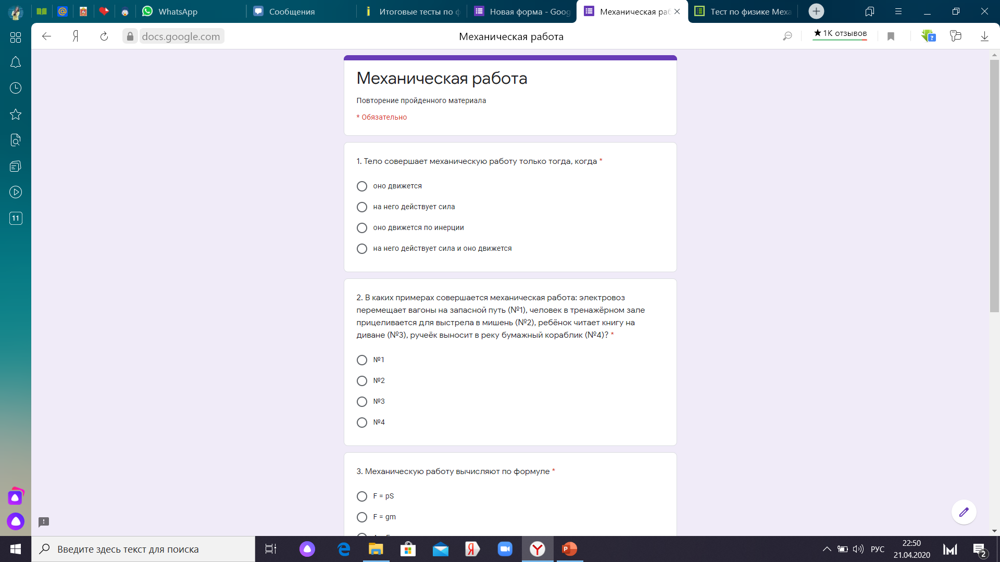 WhatsApp
Сообщения
Итоговые тесты по ф
Новая форма - Goog
Механическая раб
Тест по физике Меха
docs.google.com
Механическая работа
1К отзывов
11
Механическая работа
Повторение пройденного материала
* Обязательно
1. Тело совершает механическую работу только тогда, когда *
оно движется
на него действует сила
оно движется по инерции
на него действует сила и оно движется
2. В каких примерах совершается механическая работа: электровоз
перемещает вагоны на запасной путь (№1), человек в тренажёрном зале
прицеливается для выстрела в мишень (№2), ребёнок читает книгу на
диване (№3), ручеёк выносит в реку бумажный кораблик (№4)? *
№1
№2
№3
№4
3. Механическую работу вычисляют по формуле *
F = pS
F = gm
Введите здесь текст для поиска
РУС
22:50
21.04.2020
2